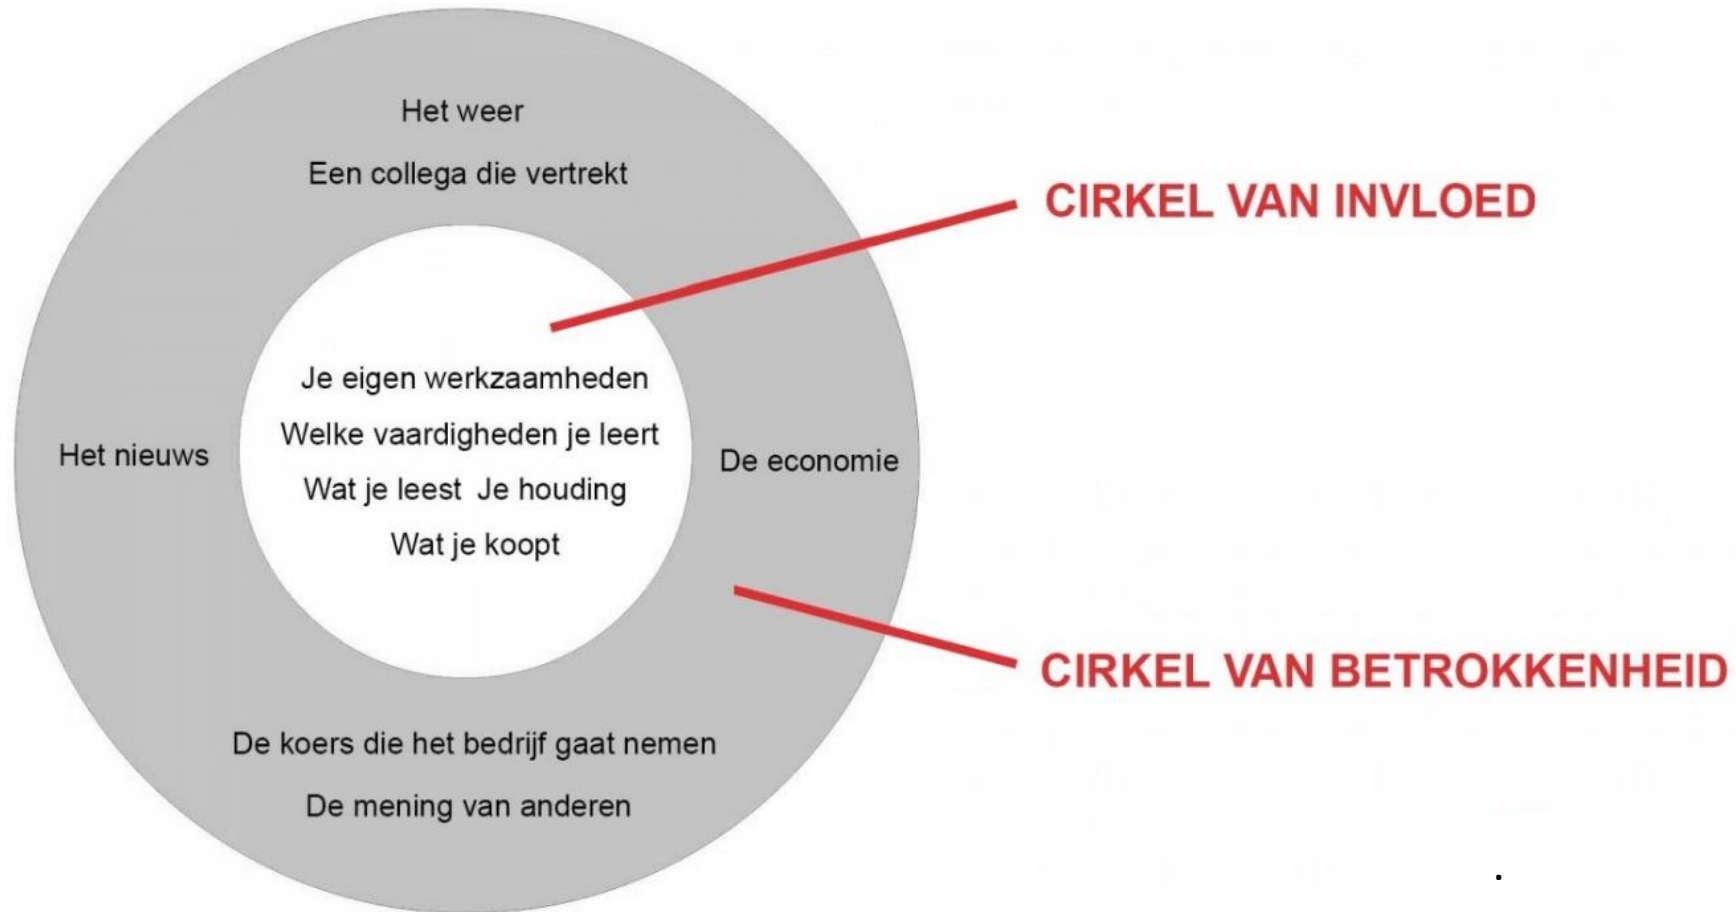 Het weer
Een collega die vertrekt
CIRKEL VAN INVLOED
Je eigen werkzaamheden
Welke vaardigheden je leert
Het nieuws
De economie
Wat je leest  Je houding
Wat je koopt
CIRKEL VAN BETROKKENHEID
De koers die het bedrijf gaat nemen
De mening van anderen
.